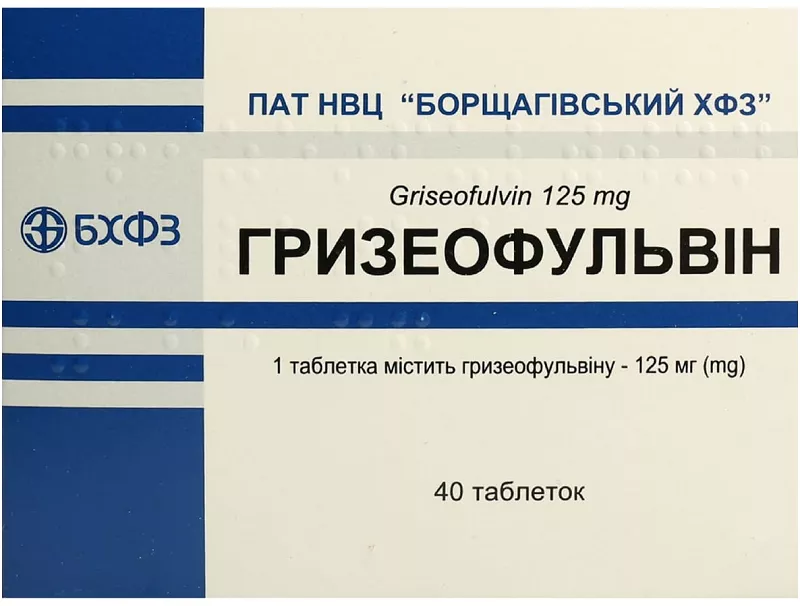 ПАТ НВЦ “БОРЩАГІВСЬКИЙ ХФЗ”
Griseofulvin 125 mg
БХФЗ
ГРИЗЕОФУЛЬВІН
1 таблетка містить гризеофульвіну - 125 мг (mg)
40 таблеток